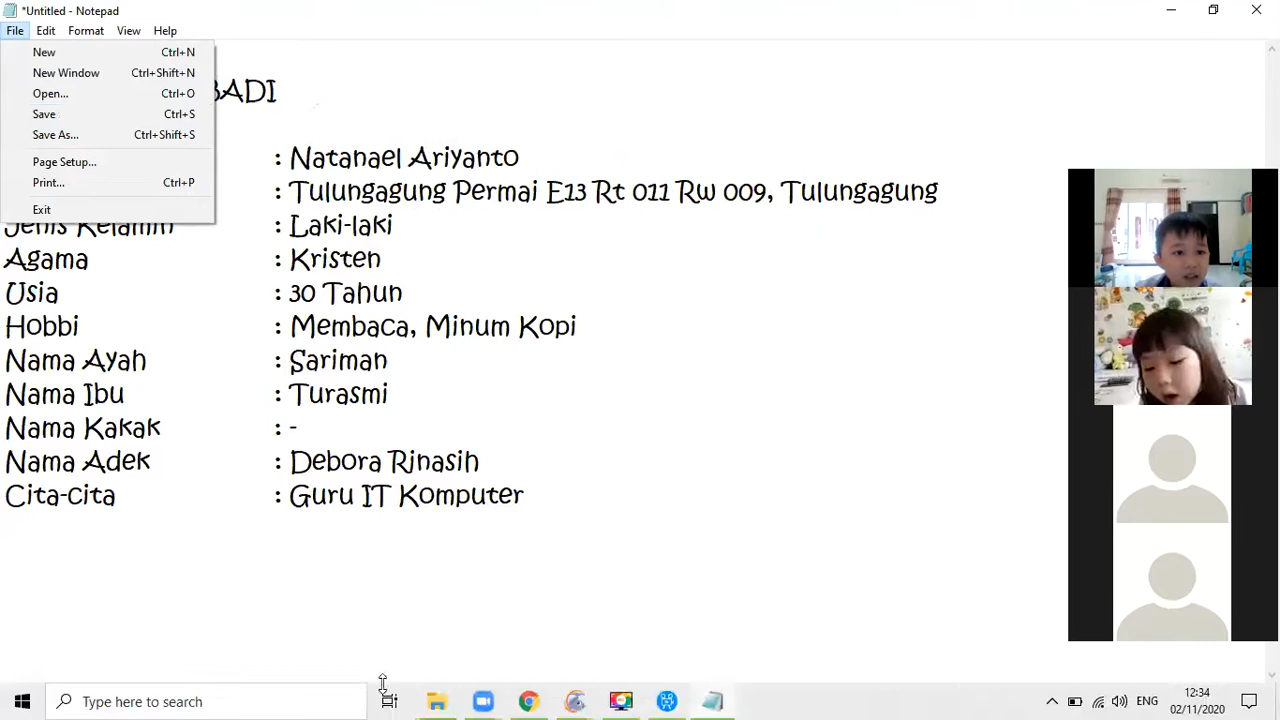 *Untitled - Notepad
File Edit Format View Help
New Ctrl+N
New Window Ctrl+Shift+N
Open... Ctrl+O
Save Ctrl+S
Save As... Ctrl+Shift+S
Page Setup...
Print... Ctrl+P
Exit
: Natanael Ariyanto
: Tulungagung Permai E13 Rt 011 Rw 009, Tulungagung
Jenis Kelamin : Laki-laki
Agama : Kristen
Usia : 30 Tahun
Hobbi : Membaca, Minum Kopi
Nama Ayah : Sariman
Nama Ibu : Turasmi
Nama Kakak : -
Nama Adek : Debora Rinasih
Cita-cita : Guru IT Komputer
Type here to search
ENG
12:34
02/11/2020